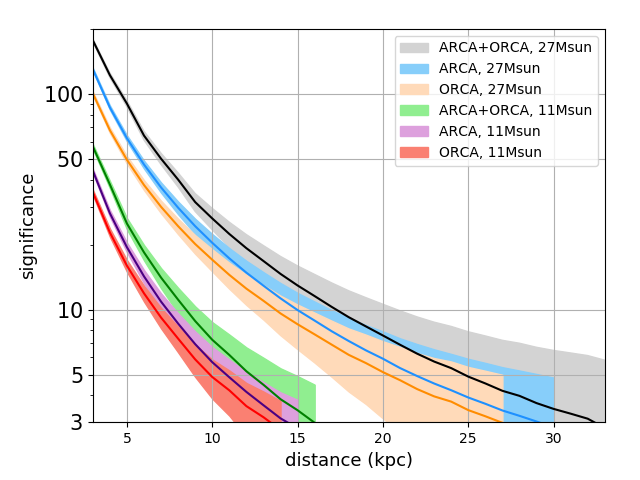 ARCA+ORCA, 27Msun
ARCA, 27Msun
ORCA, 27Msun
ARCA+ORCA, 11Msun
ARCA, 11Msun
ORCA, 11Msun
significance
100
50
10
5
3
5 10 15 20 25 30
distance (kpc)